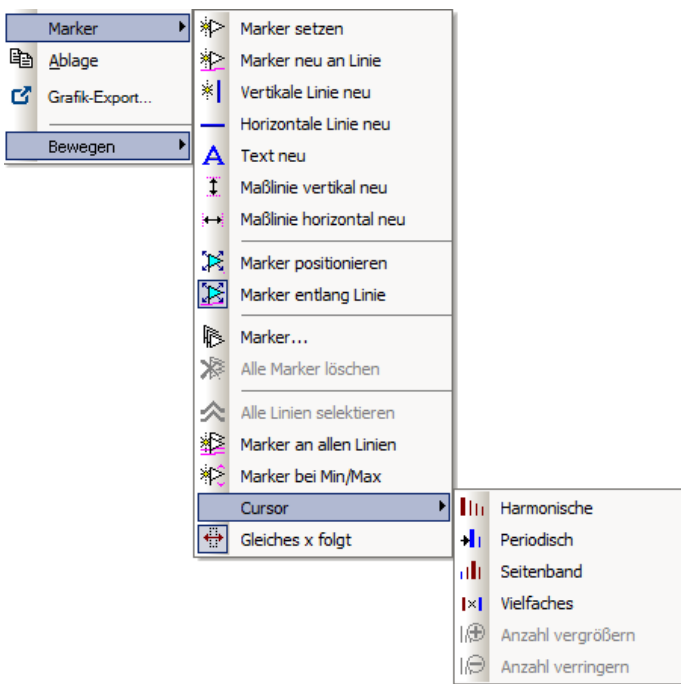 Marker
Ablage
Grafik-Export...
Bewegen
Marker setzen
Marker neu an Linie
Vertikale Linie neu
Horizontale Linie neu
Text neu
Maßlinie vertikal neu
Maßlinie horizontal neu
Marker positionieren
Marker entlang Linie
Marker...
Alle Marker löschen
Alle Linien selektieren
Marker an allen Linien
Marker bei Min/Max
Cursor
Gleiches x folgt
Harmonische
Periodisch
Seitenband
Vielfaches
Anzahl vergrößern
Anzahl verringern